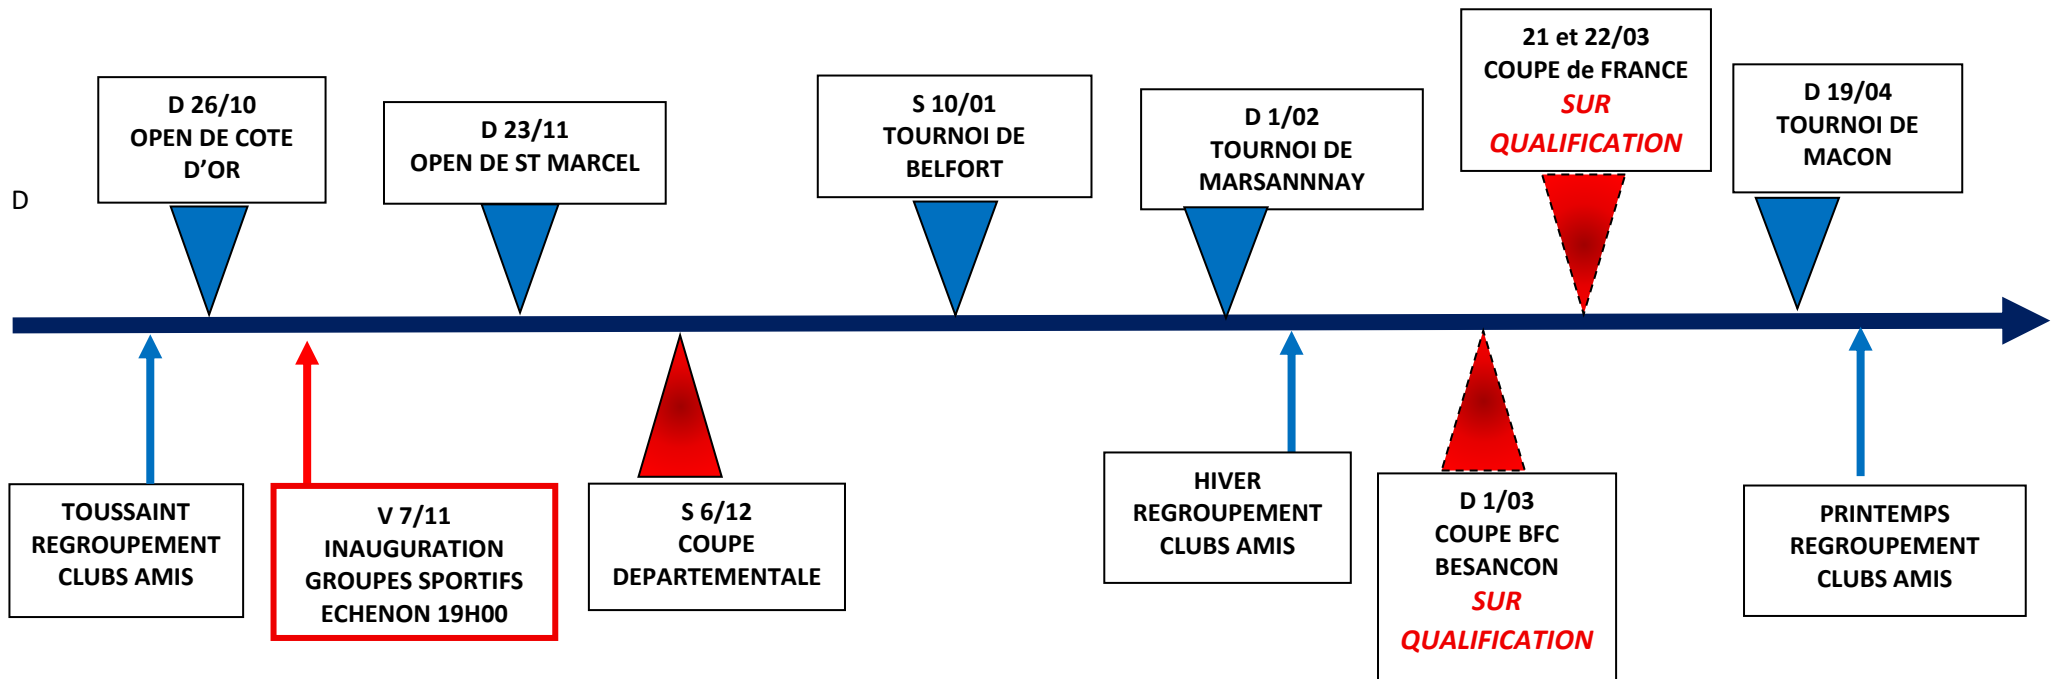 D 26/10
OPEN DE COTE
D’OR
D 23/11
OPEN DE ST MARCEL
S 10/01
TOURNOI DE
BELFORT
D 1/02
TOURNOI DE
MARSANNNAY
21 et 22/03
COUPE de FRANCE
SUR
QUALIFICATION
D 19/04
TOURNOI DE
MACON
D
TOUSSAINT
REGROUPEMENT
CLUBS AMIS
V 7/11
INAUGURATION
GROUPES SPORTIFS
ECHENON 19H00
S 6/12
COUPE
DEPARTEMENTALE
HIVER
REGROUPEMENT
CLUBS AMIS
D 1/03
COUPE BFC
BESANCON
SUR
QUALIFICATION
PRINTEMPS
REGROUPEMENT
CLUBS AMIS